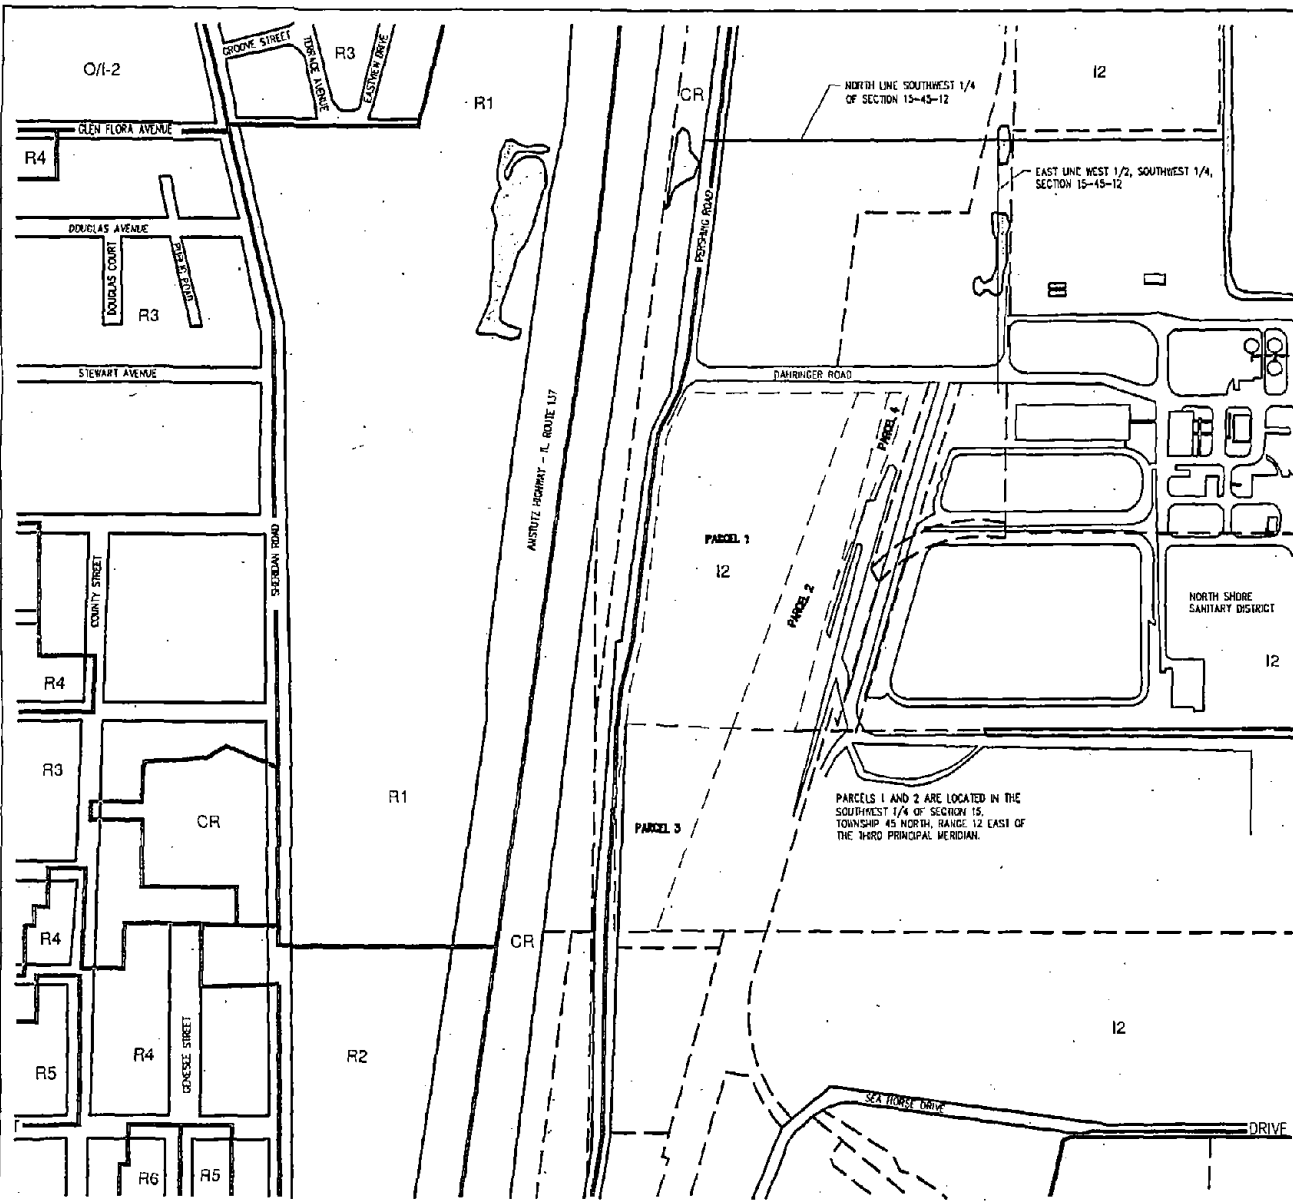 O/I-2
GROOVE STREET
TERRACE AVENUE
R3
EASTVIEW DRIVE
R1
CR
I2
NORTH LINE SOUTHWEST 1/4
OF SECTION 15-45-12
GLEN FLORA AVENUE
R4
EAST LINE WEST 1/2, SOUTHWEST 1/4,
SECTION 15-45-12
DOUGLAS AVENUE
DOUGLAS COURT
ROAD
PERSHING ROAD
R3
STEWART AVENUE
DAHRINGER ROAD
AMSTUTZ HIGHWAY - IL ROUTE 137
PARCEL 4
PARCEL 1
I2
SHERIDAN ROAD
COUNTY STREET
PARCEL 2
NORTH SHORE
SANITARY DISTRICT
I2
R4
R3
R1
CR
PARCEL 3
PARCELS 1 AND 2 ARE LOCATED IN THE
SOUTHWEST 1/4 OF SECTION 15,
TOWNSHIP 45 NORTH, RANGE 12 EAST OF
THE THIRD PRINCIPAL MERIDIAN.
R4
CR
I2
R5
R4
GENESEE STREET
R2
SEA HORSE DRIVE
DRIVE
R6
R5